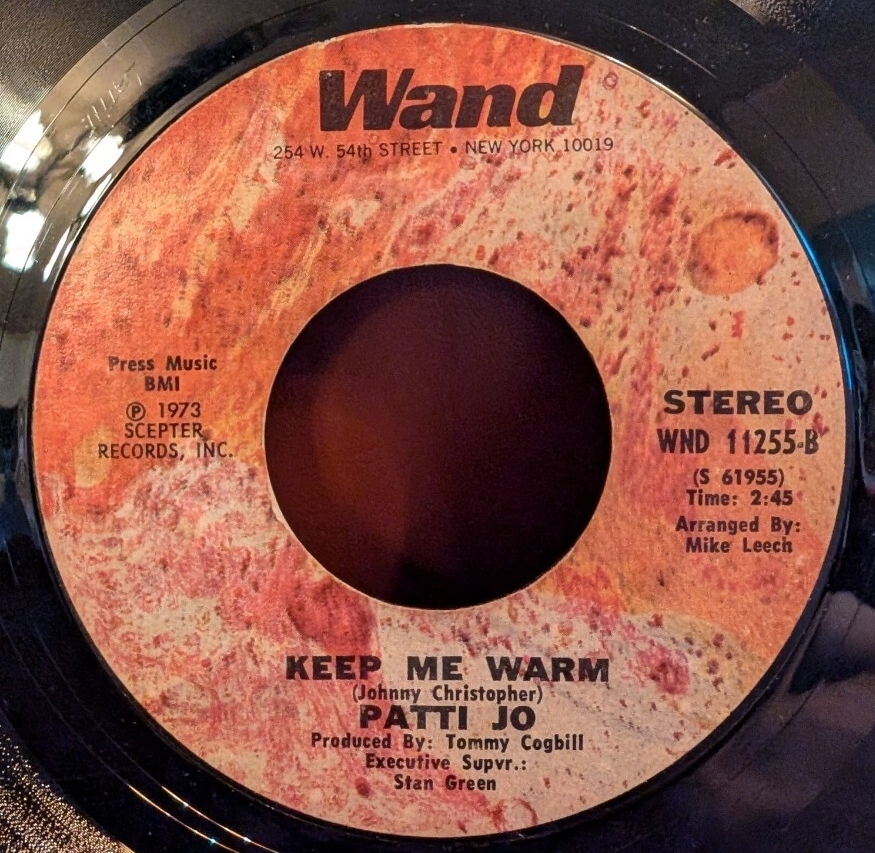 Wand
254 W. 54th STREET • NEW YORK 10019
Press Music
BMI
℗ 1973
SCEPTER
RECORDS, INC.
STEREO
WND 11255-B
(S 61955)
Time: 2:45
Arranged By:
Mike Leech
KEEP ME WARM
(Johnny Christopher)
PATTI JO
Produced By: Tommy Cogbill
Executive Supvr.:
Stan Green